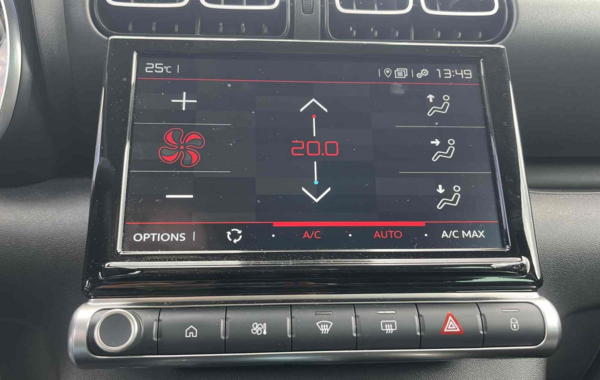 25°C
13:49
20.0
OPTIONS A/C AUTO A/C MAX